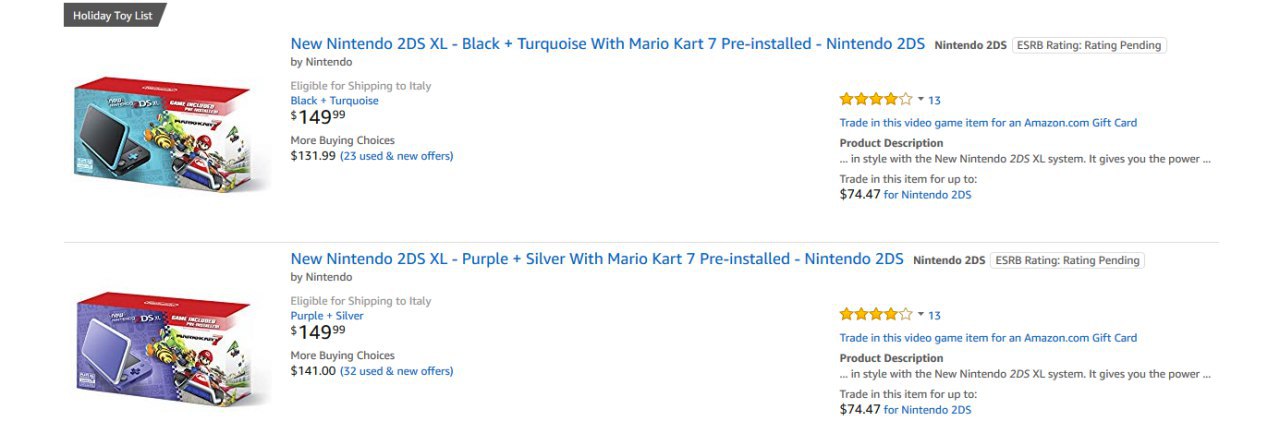 Holiday Toy List
New Nintendo 2DS XL - Black + Turquoise With Mario Kart 7 Pre-installed - Nintendo 2DS Nintendo 2DS ESRB Rating: Rating Pending
by Nintendo
Eligible for Shipping to Italy
Black + Turquoise
$149 99
More Buying Choices
$131.99 (23 used & new offers)
13
Trade in this video game item for an Amazon.com Gift Card
Product Description
... in style with the New Nintendo 2DS XL system. It gives you the power ...
Trade in this item for up to:
$74.47 for Nintendo 2DS
new NINTENDO 2DS XL
GAME INCLUDED
PRE-INSTALLED!
MARIOKART 7
New Nintendo 2DS XL - Purple + Silver With Mario Kart 7 Pre-installed - Nintendo 2DS Nintendo 2DS ESRB Rating: Rating Pending
by Nintendo
Eligible for Shipping to Italy
Purple + Silver
$149 99
More Buying Choices
$141.00 (32 used & new offers)
13
Trade in this video game item for an Amazon.com Gift Card
Product Description
... in style with the New Nintendo 2DS XL system. It gives you the power ...
Trade in this item for up to:
$74.47 for Nintendo 2DS
new NINTENDO 2DS XL
GAME INCLUDED
PRE-INSTALLED!
MARIOKART 7